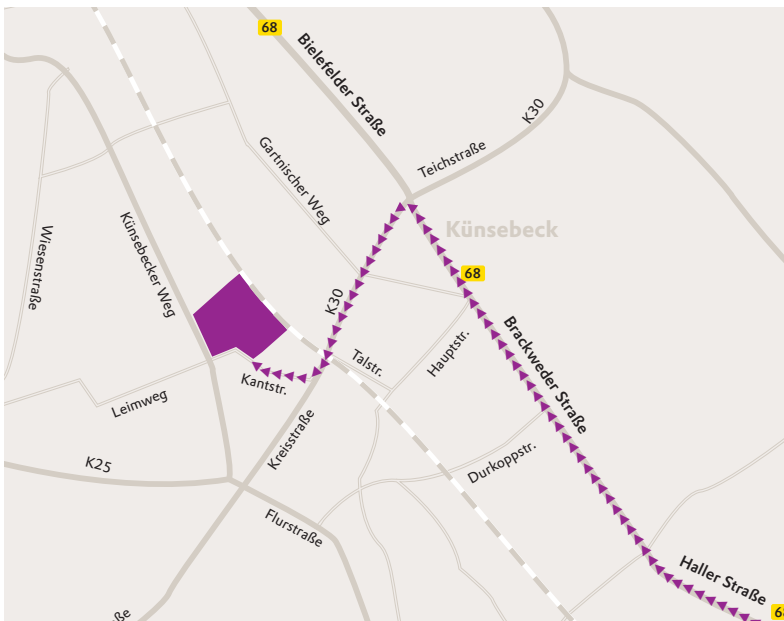 68
Bielefelder Straße
K30
Teichstraße
Gartnischer Weg
Künsebeck
Wiesenstraße
Künsebecker Weg
68
K30
Brackweder Straße
Talstr.
Hauptstr.
Kantstr.
Leimweg
Kreisstraße
K25
Durkoppstr.
Flurstraße
Haller Straße